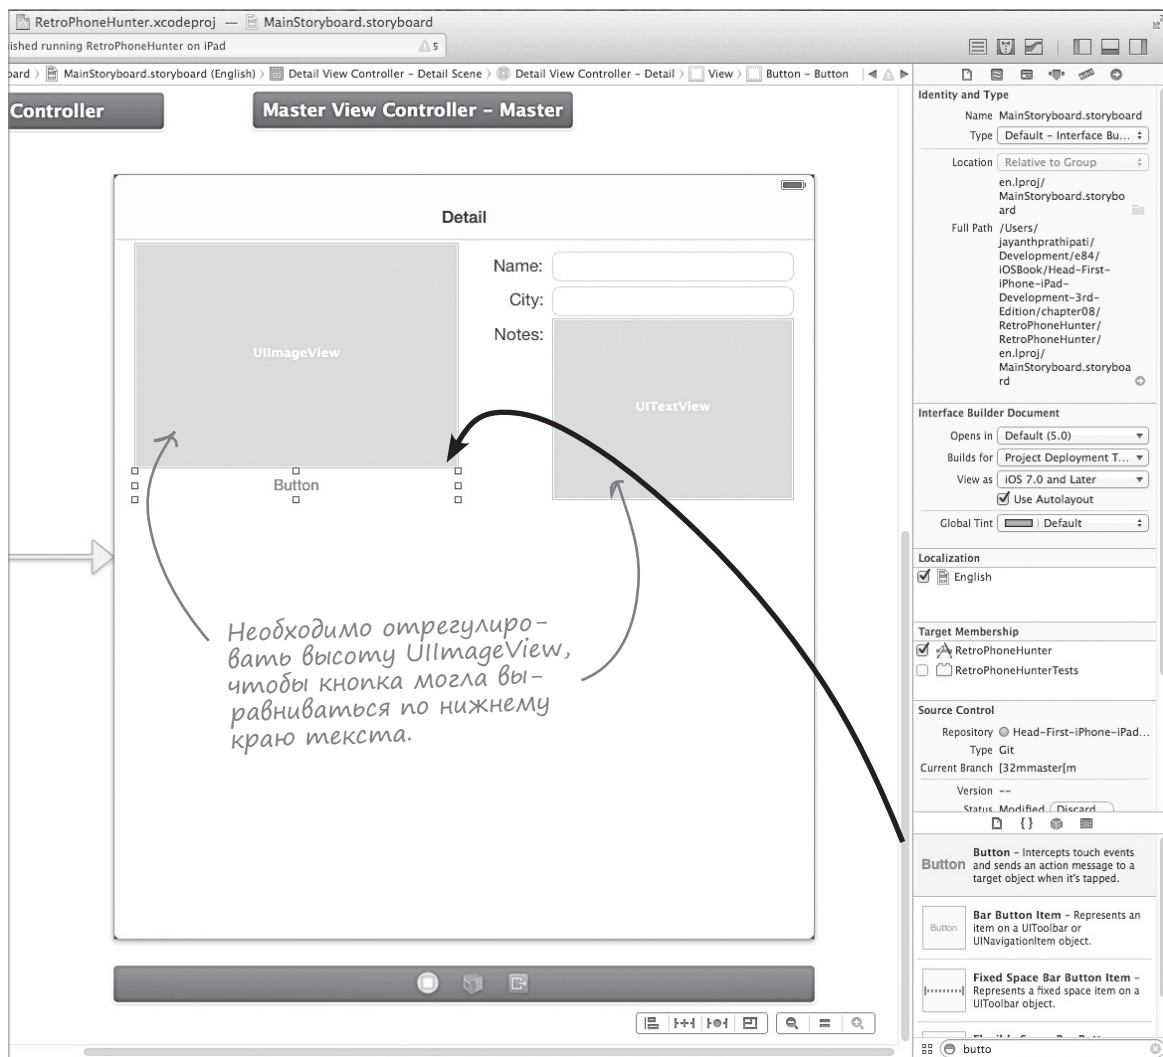 RetroPhoneHunter.xcodeproj — MainStoryboard.storyboard
ished running RetroPhoneHunter on iPad
5
oard › MainStoryboard.storyboard (English) › Detail View Controller – Detail Scene › Detail View Controller – Detail › View › Button – Button
Controller
Master View Controller – Master
Detail
UIImageView
Name:
City:
Notes:
UITextView
Button
Необходимо отрегулиро-
вать высоту UIImageView,
чтобы кнопка могла вы-
равниваться по нижнему
краю текста.
Identity and Type
Name MainStoryboard.storyboard
Type Default – Interface Bu...
Location Relative to Group
en.lproj/
MainStoryboard.storybo
ard
Full Path /Users/
jayanthprathipati/
Development/e84/
iOSBook/Head-First-
iPhone-iPad-
Development-3rd-
Edition/chapter08/
RetroPhoneHunter/
RetroPhoneHunter/
en.lproj/
MainStoryboard.storyboa
rd
Interface Builder Document
Opens in Default (5.0)
Builds for Project Deployment T...
View as iOS 7.0 and Later
Use Autolayout
Global Tint Default
Localization
English
Target Membership
RetroPhoneHunter
RetroPhoneHunterTests
Source Control
Repository Head-First-iPhone-iPad...
Type Git
Current Branch [32mmaster[m
Version --
Status Modified Discard...
{ }
Button
Button – Intercepts touch events
and sends an action message to a
target object when it's tapped.
Button
Bar Button Item – Represents an
item on a UIToolbar or
UINavigationItem object.
Fixed Space Bar Button Item –
Represents a fixed space item on a
UIToolbar object.
butto